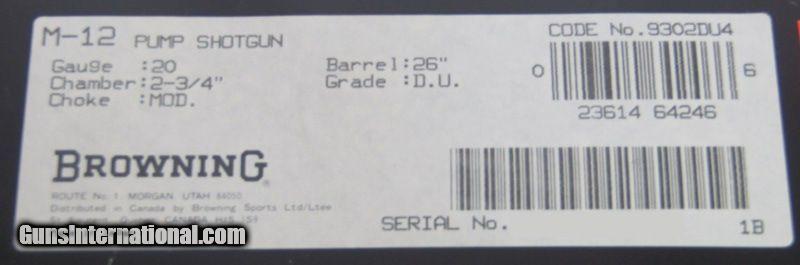 M-12 PUMP SHOTGUN
CODE No.9302DU4
Gauge :20
Barrel:26"
Chamber:2-3/4"
Grade :D.U.
Choke :MOD.
0 6
23614 64246
BROWNING®
ROUTE No. 1 MORGAN, UTAH 84050
Distributed in Canada by Browning Sports Ltd/Ltee
CANADA
SERIAL No.
1B
GunsInternational.com